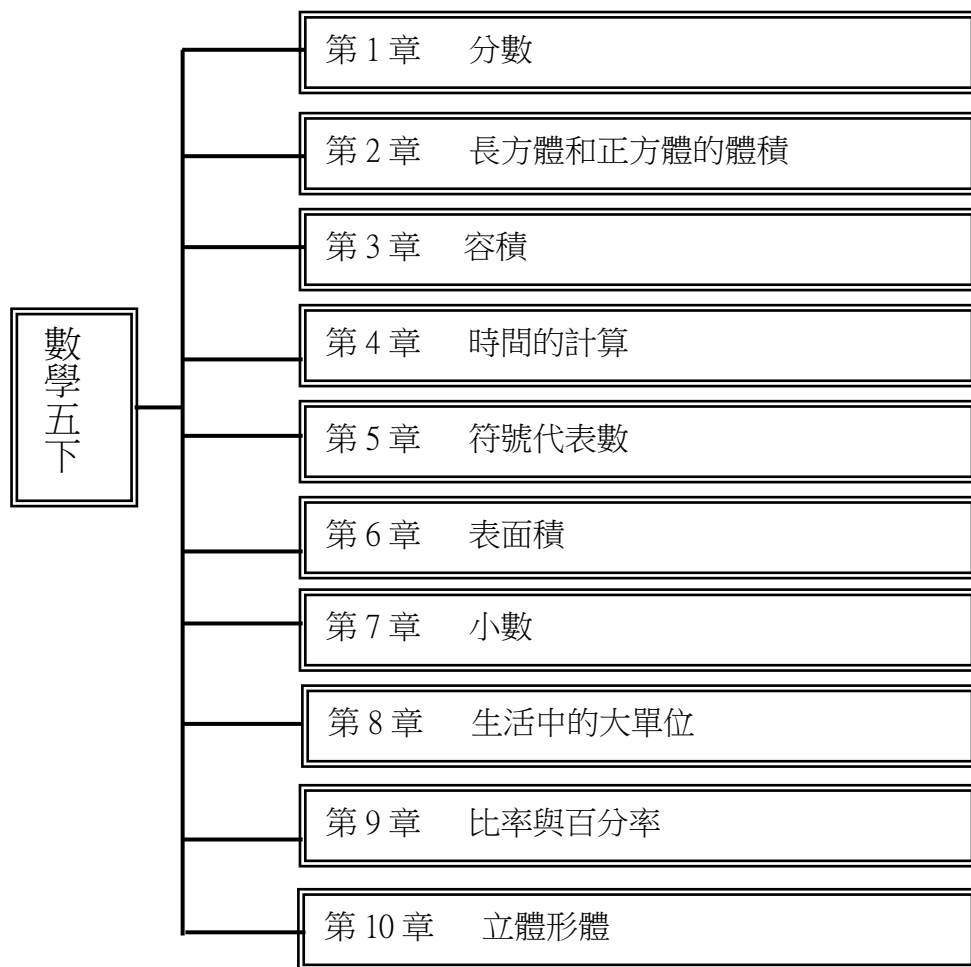 數學五下
第 1 章 分數
第 2 章 長方體和正方體的體積
第 3 章 容積
第 4 章 時間的計算
第 5 章 符號代表數
第 6 章 表面積
第 7 章 小數
第 8 章 生活中的大單位
第 9 章 比率與百分率
第 10 章 立體形體